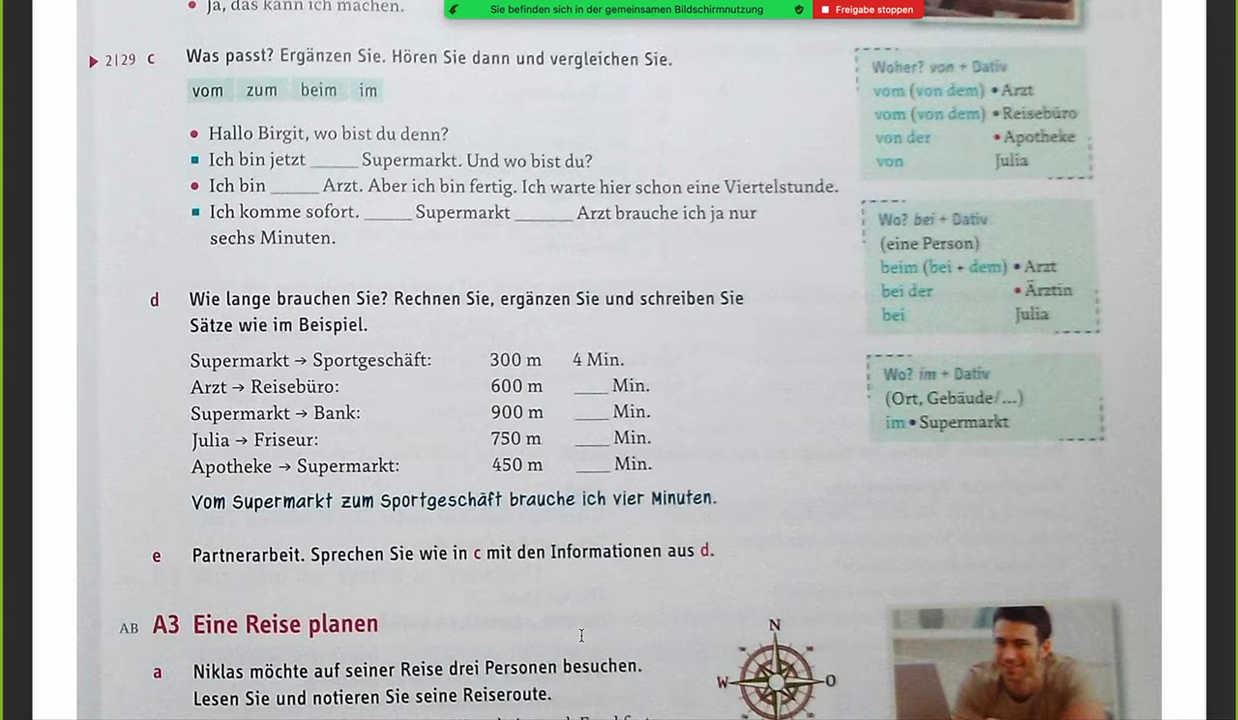 • Ja, das kann ich machen.
Sie befinden sich in der gemeinsamen Bildschirmnutzung
Freigabe stoppen
▶ 2|29 c Was passt? Ergänzen Sie. Hören Sie dann und vergleichen Sie.
vom zum beim im
• Hallo Birgit, wo bist du denn?
▪ Ich bin jetzt _____ Supermarkt. Und wo bist du?
• Ich bin _____ Arzt. Aber ich bin fertig. Ich warte hier schon eine Viertelstunde.
▪ Ich komme sofort. _____ Supermarkt ______ Arzt brauche ich ja nur
sechs Minuten.
Woher? von + Dativ
vom (von dem) • Arzt
vom (von dem) • Reisebüro
von der • Apotheke
von Julia
Wo? bei + Dativ
(eine Person)
beim (bei + dem) • Arzt
bei der • Ärztin
bei Julia
Wo? im + Dativ
(Ort, Gebäude/...)
im • Supermarkt
d Wie lange brauchen Sie? Rechnen Sie, ergänzen Sie und schreiben Sie
Sätze wie im Beispiel.
Supermarkt → Sportgeschäft: 300 m 4 Min.
Arzt → Reisebüro: 600 m ____ Min.
Supermarkt → Bank: 900 m ____ Min.
Julia → Friseur: 750 m ____ Min.
Apotheke → Supermarkt: 450 m ____ Min.
Vom Supermarkt zum Sportgeschäft brauche ich vier Minuten.
e Partnerarbeit. Sprechen Sie wie in c mit den Informationen aus d.
AB A3 Eine Reise planen
a Niklas möchte auf seiner Reise drei Personen besuchen.
Lesen Sie und notieren Sie seine Reiseroute.
N
W O